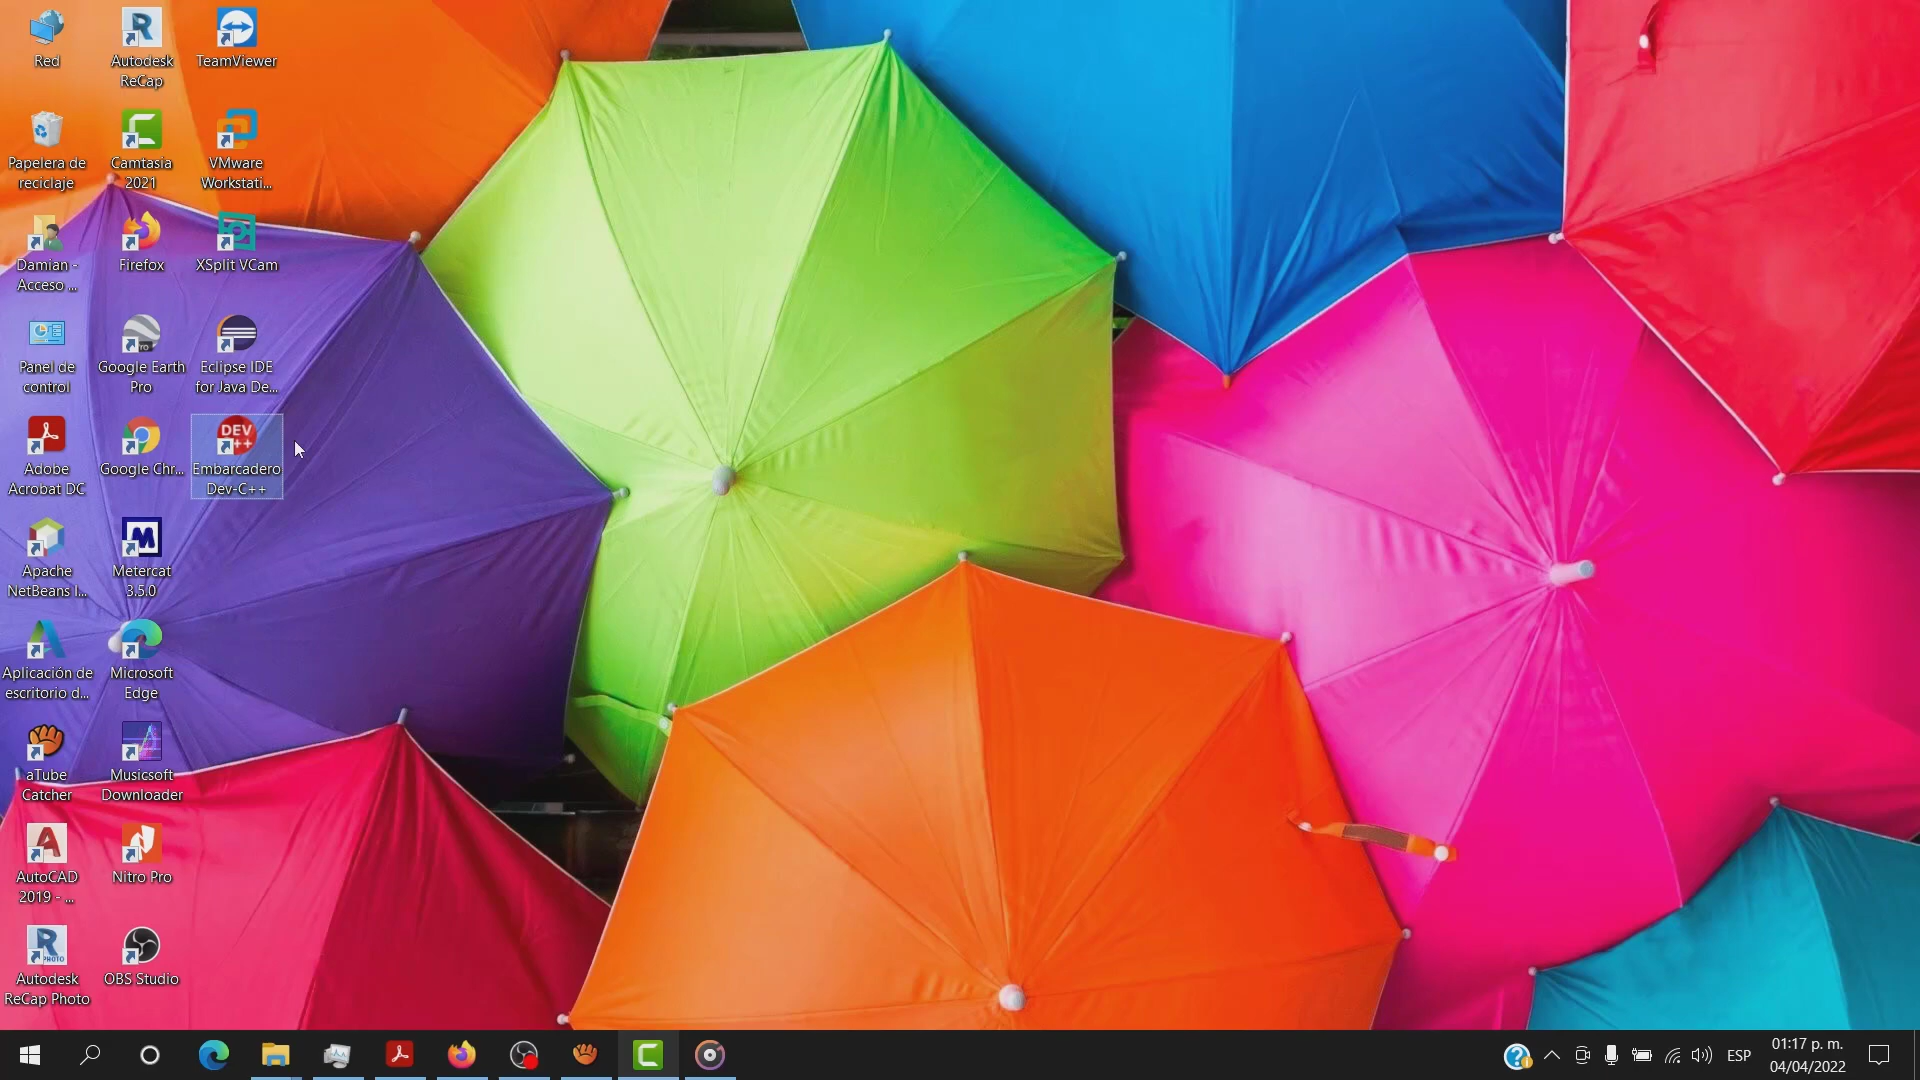 Red
Autodesk
ReCap
TeamViewer
Papelera de
reciclaje
Camtasia
2021
VMware
Workstati...
Damian -
Acceso ...
Firefox
XSplit VCam
Panel de
control
Google Earth
Pro
Eclipse IDE
for Java De...
Adobe
Acrobat DC
Google Chr...
DEV
++
Embarcadero
Dev-C++
Apache
NetBeans I...
Metercat
3.5.0
Aplicación de
escritorio d...
Microsoft
Edge
aTube
Catcher
Musicsoft
Downloader
AutoCAD
2019 - ...
Nitro Pro
PHOTO
Autodesk
ReCap Photo
OBS Studio
ESP
01:17 p. m.
04/04/2022